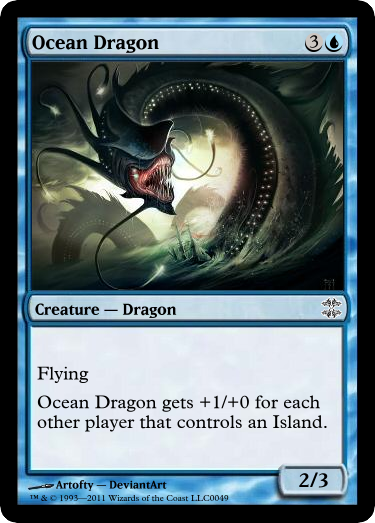 Ocean Dragon 3
Creature — Dragon
Flying
Ocean Dragon gets +1/+0 for each
other player that controls an Island.
2/3
Artofty — DeviantArt
™ & © 1993—2011 Wizards of the Coast LLC0049